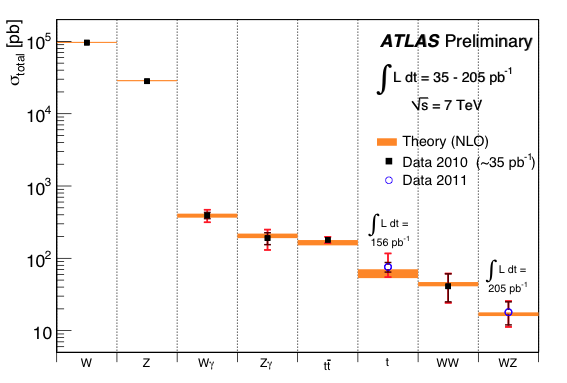 ATLAS Preliminary
∫ L dt = 35 - 205 pb⁻¹
√s = 7 TeV
Theory (NLO)
Data 2010 (~35 pb⁻¹)
Data 2011
∫ L dt =
156 pb⁻¹
∫ L dt =
205 pb⁻¹
σ_total [pb]
10⁵
10⁴
10³
10²
10
W Z Wγ Zγ tt̄ t WW WZ